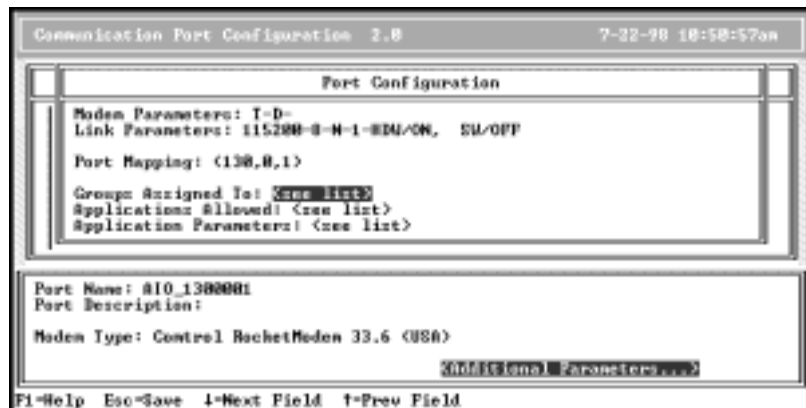 Communication Port Configuration 2.0 7-22-98 10:50:57am
Port Configuration
Modem Parameters: T-D-
Link Parameters: 115200-8-N-1-HDW/ON, SW/OFF
Port Mapping: (130,0,1)
Groups Assigned To: <see list>
Applications Allowed: <see list>
Application Parameters: <see list>
Port Name: AIO_1300001
Port Description:
Modem Type: Comtrol RocketModem 33.6 (USA)
<Additional Parameters...>
F1=Help Esc=Save ↓=Next Field ↑=Prev Field